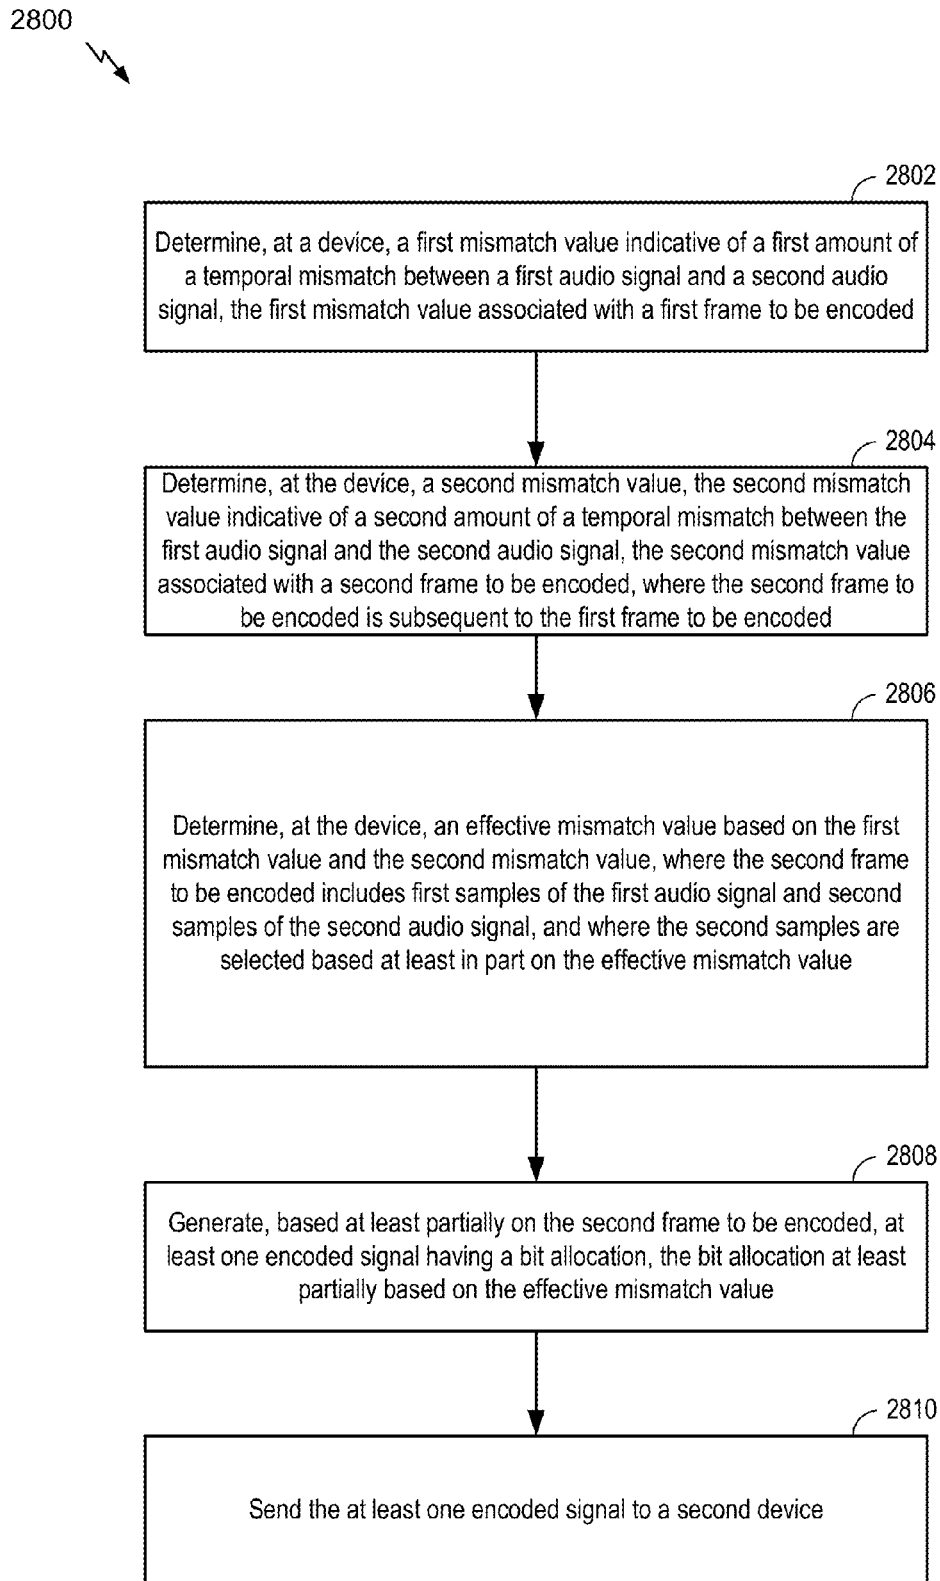 2800
2802
Determine, at a device, a first mismatch value indicative of a first amount of
a temporal mismatch between a first audio signal and a second audio
signal, the first mismatch value associated with a first frame to be encoded
2804
Determine, at the device, a second mismatch value, the second mismatch
value indicative of a second amount of a temporal mismatch between the
first audio signal and the second audio signal, the second mismatch value
associated with a second frame to be encoded, where the second frame to
be encoded is subsequent to the first frame to be encoded
2806
Determine, at the device, an effective mismatch value based on the first
mismatch value and the second mismatch value, where the second frame
to be encoded includes first samples of the first audio signal and second
samples of the second audio signal, and where the second samples are
selected based at least in part on the effective mismatch value
2808
Generate, based at least partially on the second frame to be encoded, at
least one encoded signal having a bit allocation, the bit allocation at least
partially based on the effective mismatch value
2810
Send the at least one encoded signal to a second device